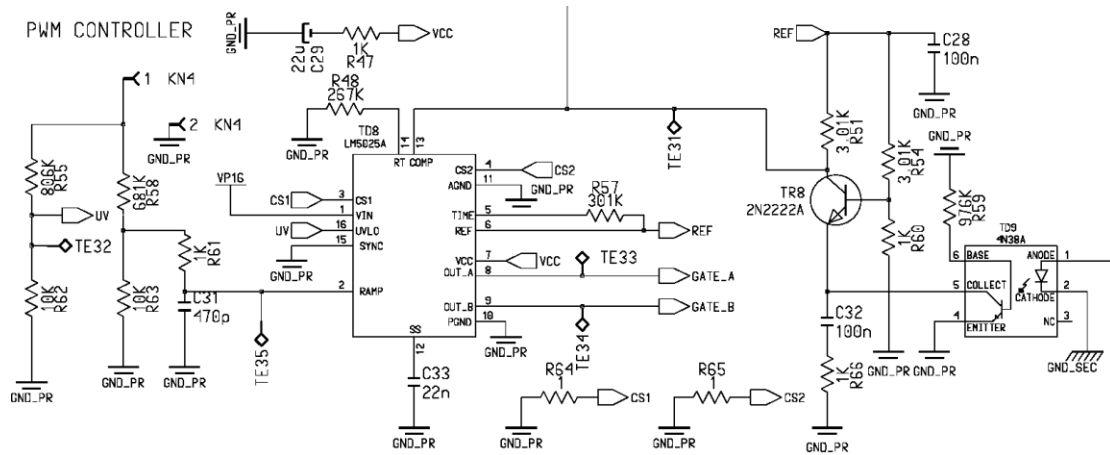 PWM CONTROLLER
GND_PR
22u
C29
1K
R47
VCC
REF
C28
100n
GND_PR
1 KN4
2 KN4
GND_PR
R48
267K
GND_PR
TD8
LM5025A
14
13
RT COMP
TE31
3.01K
R51
3.01K
R54
GND_PR
806K
R55
681K
R58
UV
TE32
10K
R62
10K
R63
1K
R61
C31
470p
TE35
VP16
CS1
3
CS1
1
VIN
UV
16
UVLO
15
SYNC
GND_PR
2
RAMP
CS2
4
CS2
AGND
11
GND_PR
R57
301K
TIME
5
REF
6
REF
VCC
7
VCC
TE33
OUT_A
8
GATE_A
OUT_B
9
GATE_B
PGND
10
GND_PR
TE34
SS
12
C33
22n
GND_PR
R64
1
CS1
GND_PR
R65
1
CS2
GND_PR
TR8
2N2222A
1K
R60
976K
R59
TD9
4N38A
6
BASE
ANODE
1
5
COLLECT
CATHODE
2
4
EMITTER
NC
3
C32
100n
1K
R66
GND_PR
GND_PR
GND_PR
GND_SEC
GND_PR
GND_PR
GND_PR